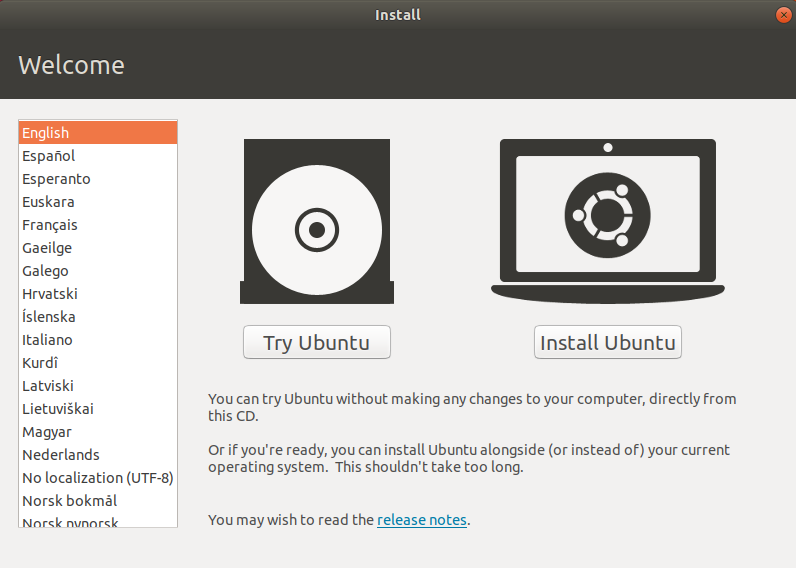 Install
Welcome
English
Español
Esperanto
Euskara
Français
Gaeilge
Galego
Hrvatski
Íslenska
Italiano
Kurdî
Latviski
Lietuviškai
Magyar
Nederlands
No localization (UTF-8)
Norsk bokmål
Norsk nynorsk
Try Ubuntu
Install Ubuntu
You can try Ubuntu without making any changes to your computer, directly from
this CD.
Or if you're ready, you can install Ubuntu alongside (or instead of) your current
operating system.  This shouldn't take too long.
You may wish to read the release notes.